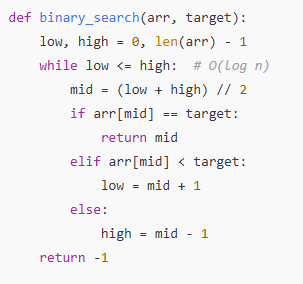 def binary_search(arr, target):
    low, high = 0, len(arr) - 1
    while low <= high:  # O(log n)
        mid = (low + high) // 2
        if arr[mid] == target:
            return mid
        elif arr[mid] < target:
            low = mid + 1
        else:
            high = mid - 1
    return -1